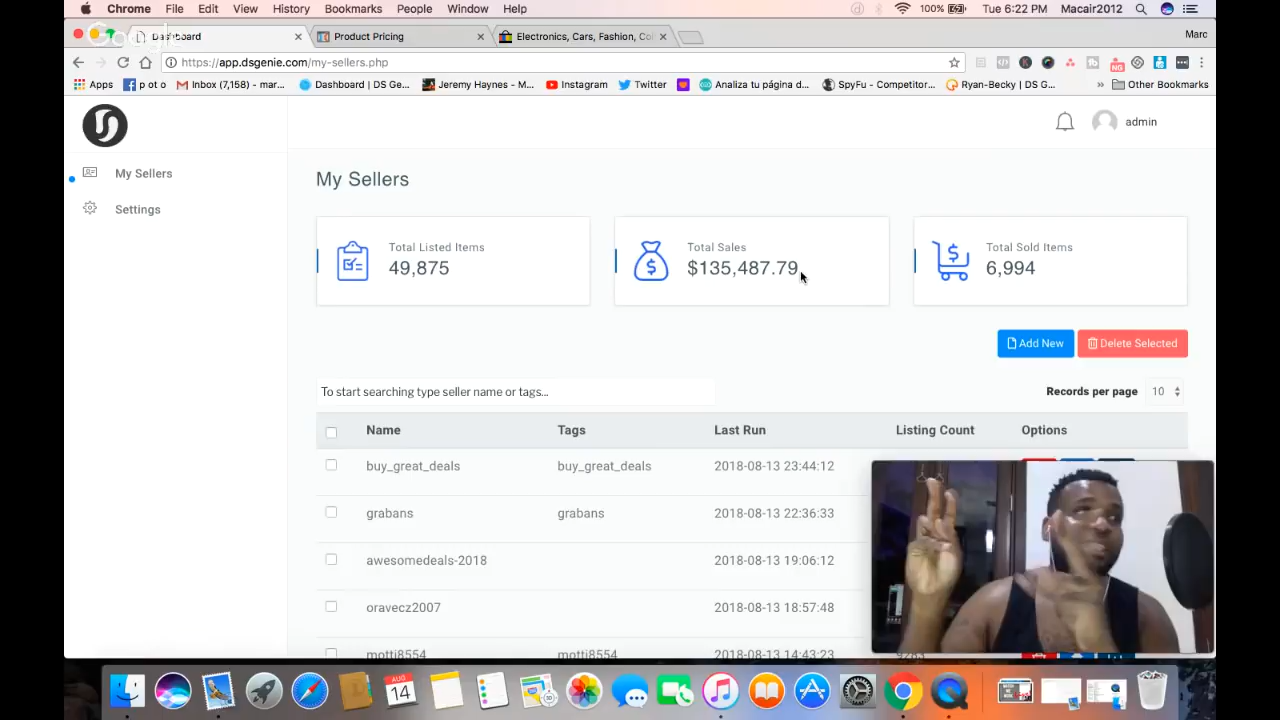 Chrome File Edit View History Bookmarks People Window Help 100% Tue 6:22 PM Macair2012
Google
Dashboard Product Pricing Electronics, Cars, Fashion, Co Marc
https://app.dsgenie.com/my-sellers.php
Apps p ot o Inbox (7,158) - mar... Dashboard | DS Ge... Jeremy Haynes - M... Instagram Twitter Analiza tu página d... SpyFu - Competitor... Ryan-Becky | DS G... » Other Bookmarks
admin
My Sellers
Settings
My Sellers
Total Listed Items
49,875
Total Sales
$135,487.79
Total Sold Items
6,994
Add New Delete Selected
To start searching type seller name or tags...
Records per page 10
Name Tags Last Run Listing Count Options
buy_great_deals buy_great_deals 2018-08-13 23:44:12
grabans grabans 2018-08-13 22:36:33
awesomedeals-2018 2018-08-13 19:06:12
oravecz2007 2018-08-13 18:57:48
motti8554 motti8554 2018-08-13 14:43:23
AUG
14